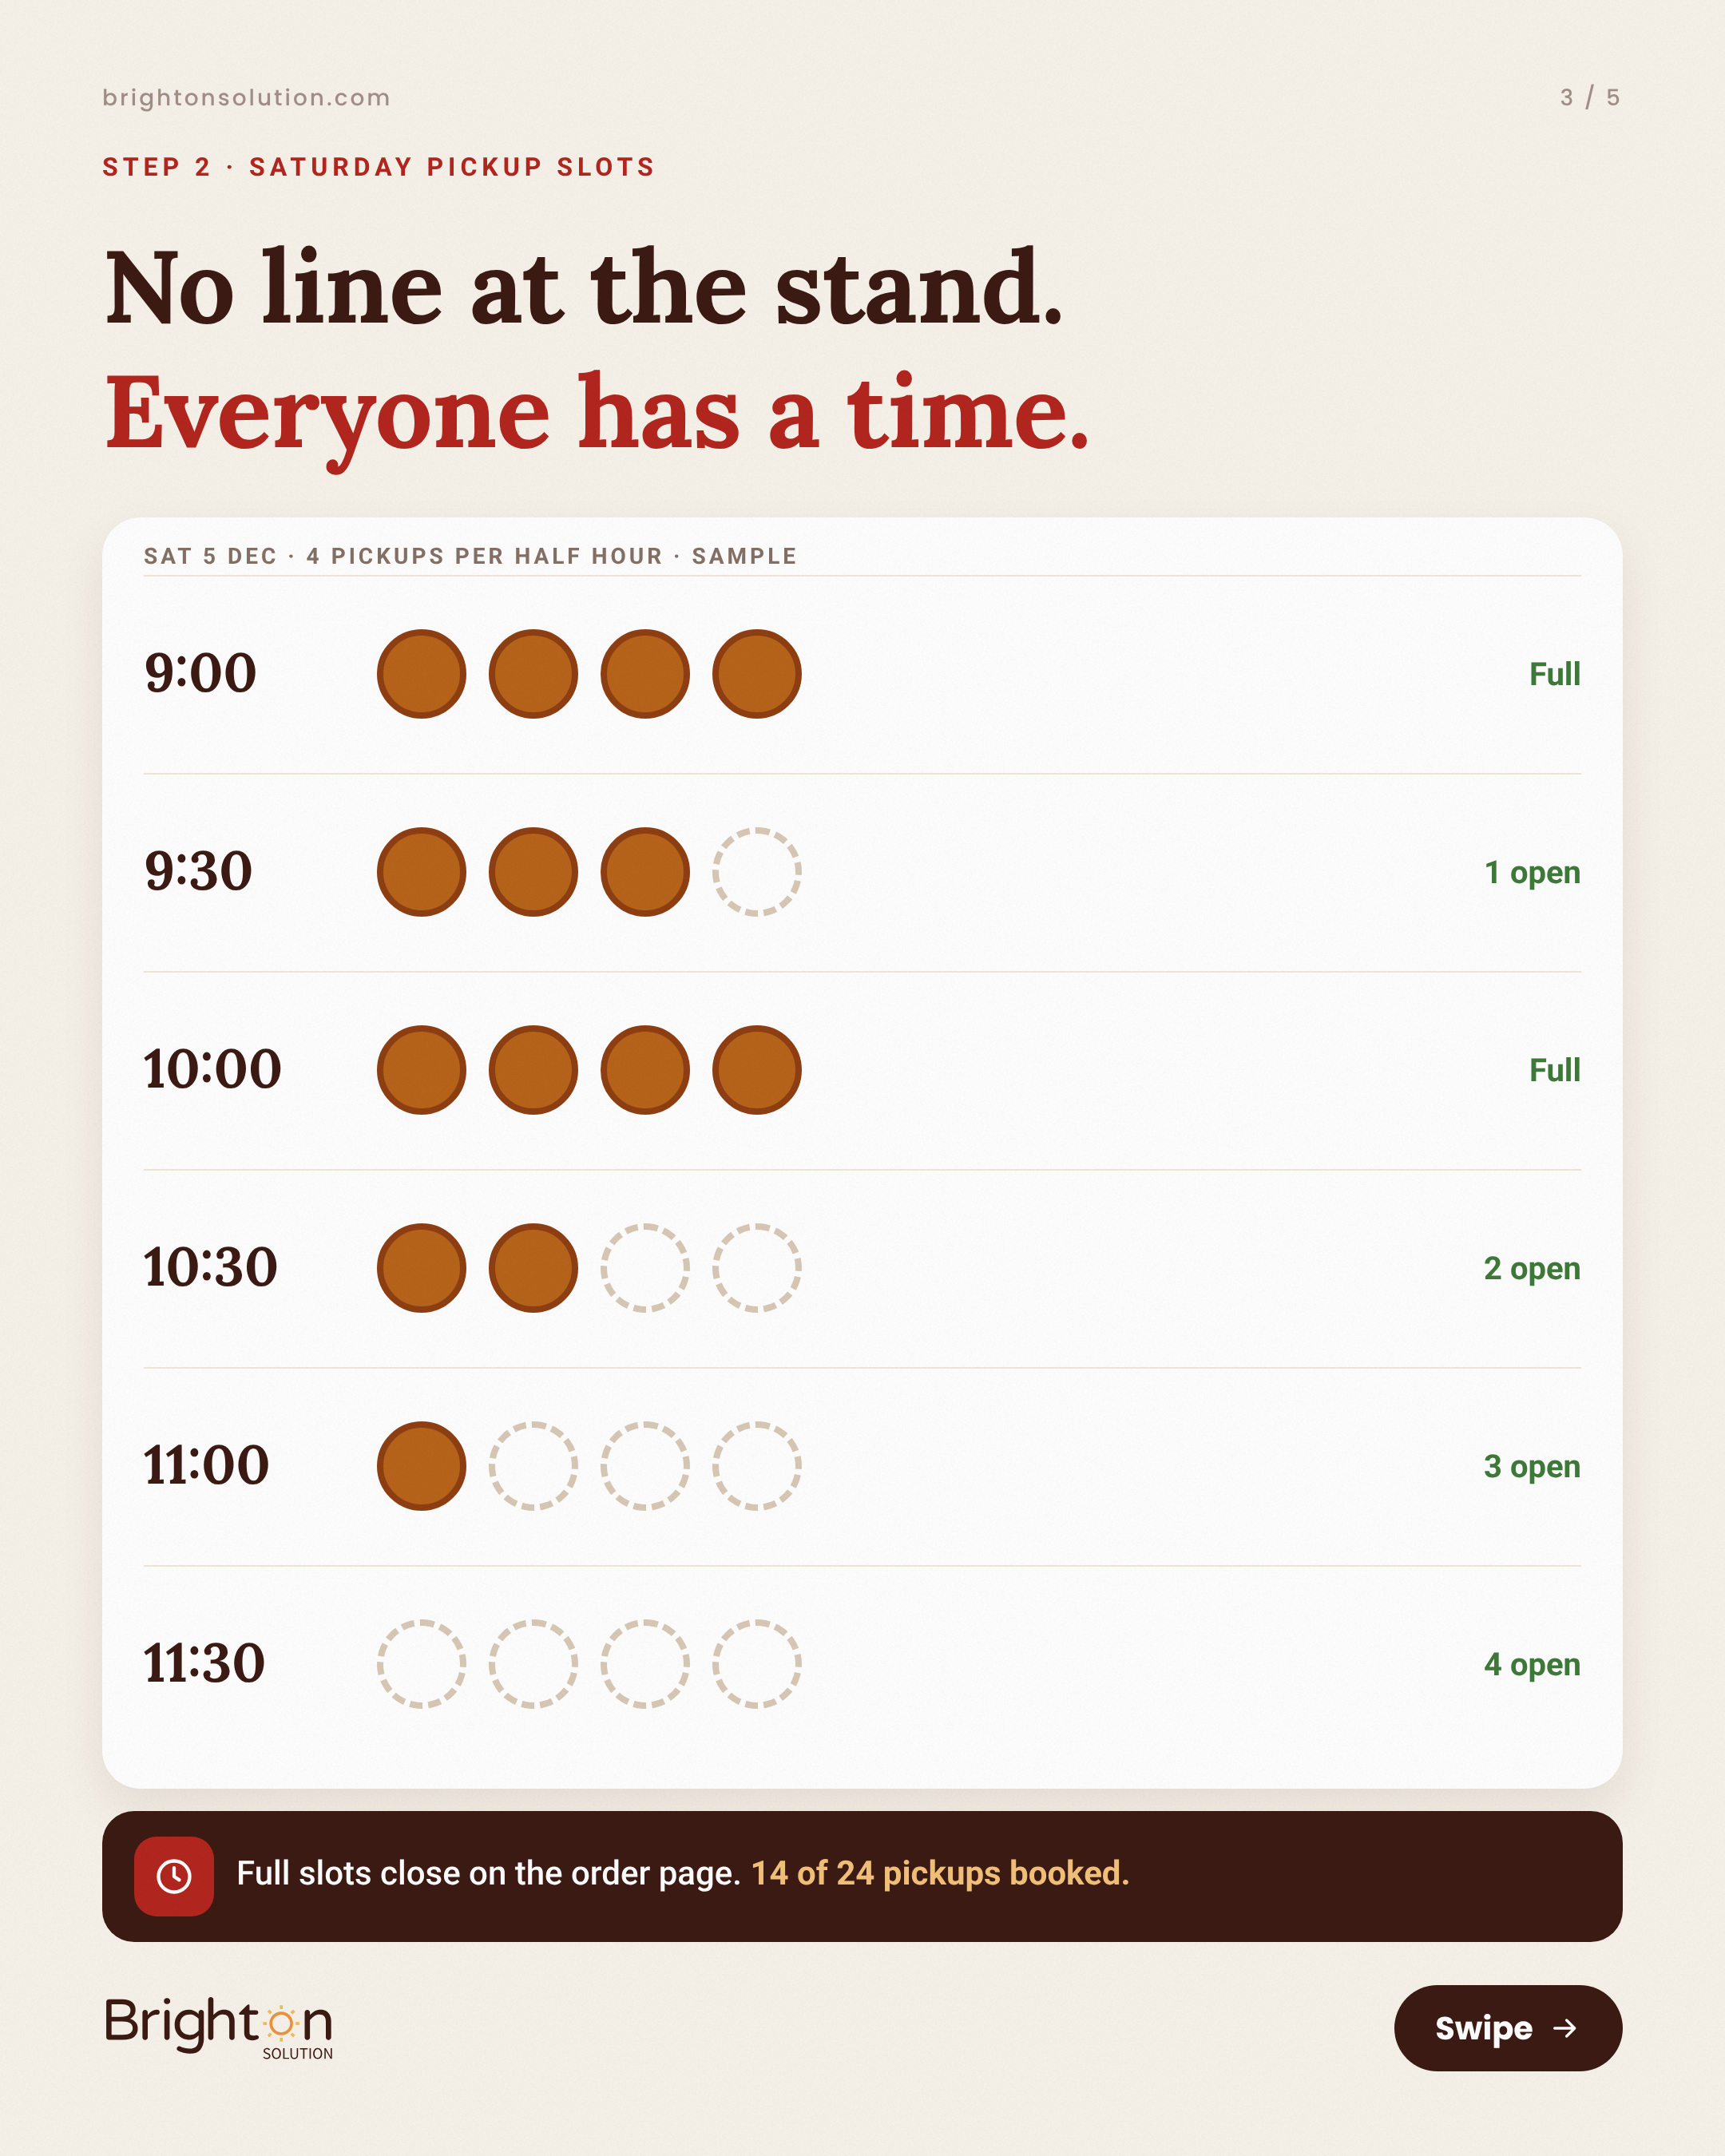 brightonsolution.com
3 / 5
STEP 2 · SATURDAY PICKUP SLOTS
No line at the stand.
Everyone has a time.
SAT 5 DEC · 4 PICKUPS PER HALF HOUR · SAMPLE
9:00 Full
9:30 1 open
10:00 Full
10:30 2 open
11:00 3 open
11:30 4 open
Full slots close on the order page. 14 of 24 pickups booked.
Brighton
SOLUTION
Swipe →